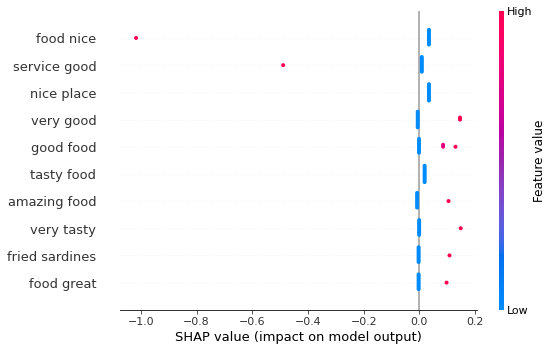 High
food nice
service good
nice place
very good
good food
tasty food
amazing food
very tasty
fried sardines
food great
Feature value
Low
−1.0 −0.8 −0.6 −0.4 −0.2 0.0 0.2
SHAP value (impact on model output)